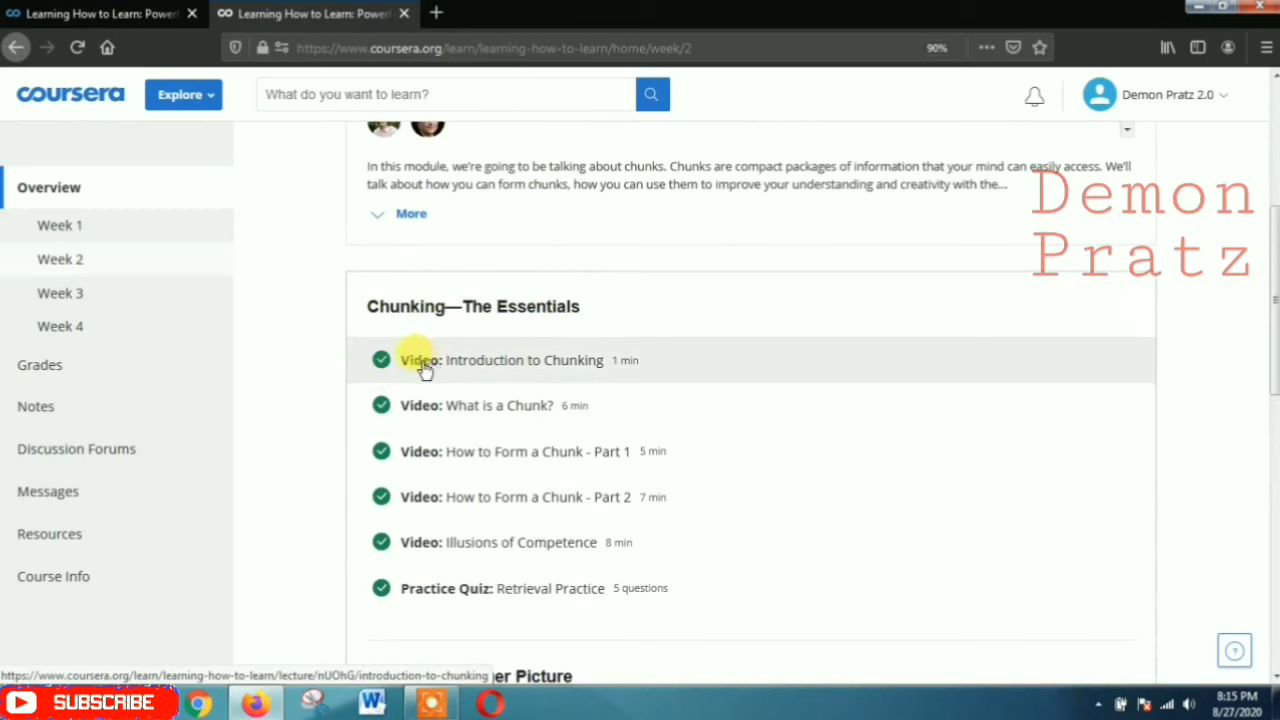 Learning How to Learn: Powerf
Learning How to Learn: Powerf
https://www.coursera.org/learn/learning-how-to-learn/home/week/2
90%
coursera
Explore
What do you want to learn?
Demon Pratz 2.0
In this module, we're going to be talking about chunks. Chunks are compact packages of information that your mind can easily access. We'll
talk about how you can form chunks, how you can use them to improve your understanding and creativity with the...
More
Demon
Pratz
Overview
Week 1
Week 2
Week 3
Week 4
Grades
Notes
Discussion Forums
Messages
Resources
Course Info
Chunking—The Essentials
Video: Introduction to Chunking 1 min
Video: What is a Chunk? 6 min
Video: How to Form a Chunk - Part 1 5 min
Video: How to Form a Chunk - Part 2 7 min
Video: Illusions of Competence 8 min
Practice Quiz: Retrieval Practice 5 questions
https://www.coursera.org/learn/learning-how-to-learn/lecture/nUOhG/introduction-to-chunking
er Picture
SUBSCRIBE
8:15 PM
8/27/2020